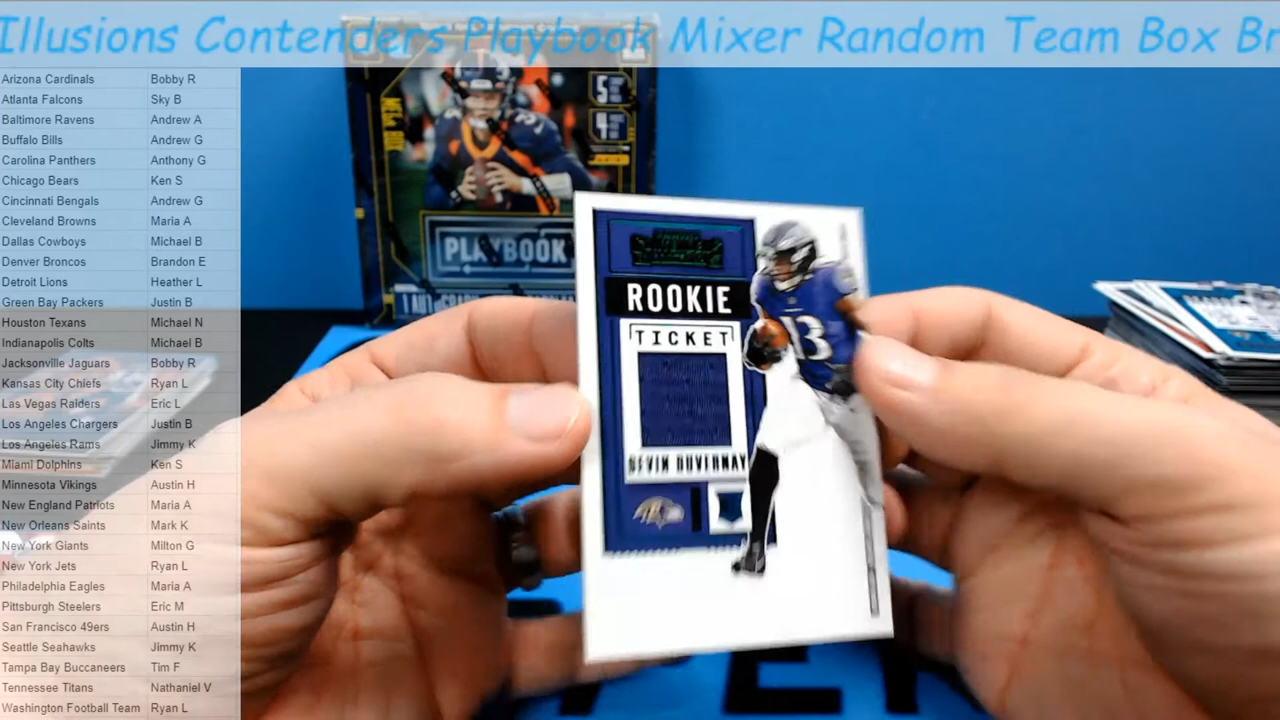 Illusions Contenders Playbook Mixer Random Team Box Br
Arizona Cardinals Bobby R
Atlanta Falcons Sky B
Baltimore Ravens Andrew A
Buffalo Bills Andrew G
Carolina Panthers Anthony G
Chicago Bears Ken S
Cincinnati Bengals Andrew G
Cleveland Browns Maria A
Dallas Cowboys Michael B
Denver Broncos Brandon E
Detroit Lions Heather L
Green Bay Packers Justin B
Houston Texans Michael N
Indianapolis Colts Michael B
Jacksonville Jaguars Bobby R
Kansas City Chiefs Ryan L
Las Vegas Raiders Eric L
Los Angeles Chargers Justin B
Los Angeles Rams Jimmy K
Miami Dolphins Ken S
Minnesota Vikings Austin H
New England Patriots Maria A
New Orleans Saints Mark K
New York Giants Milton G
New York Jets Ryan L
Philadelphia Eagles Maria A
Pittsburgh Steelers Eric M
San Francisco 49ers Austin H
Seattle Seahawks Jimmy K
Tampa Bay Buccaneers Tim F
Tennessee Titans Nathaniel V
Washington Football Team Ryan L
MEGA BOX
5
4
PLAYBOOK
ROOKIE
TICKET
DEVIN DUVERNAY
13